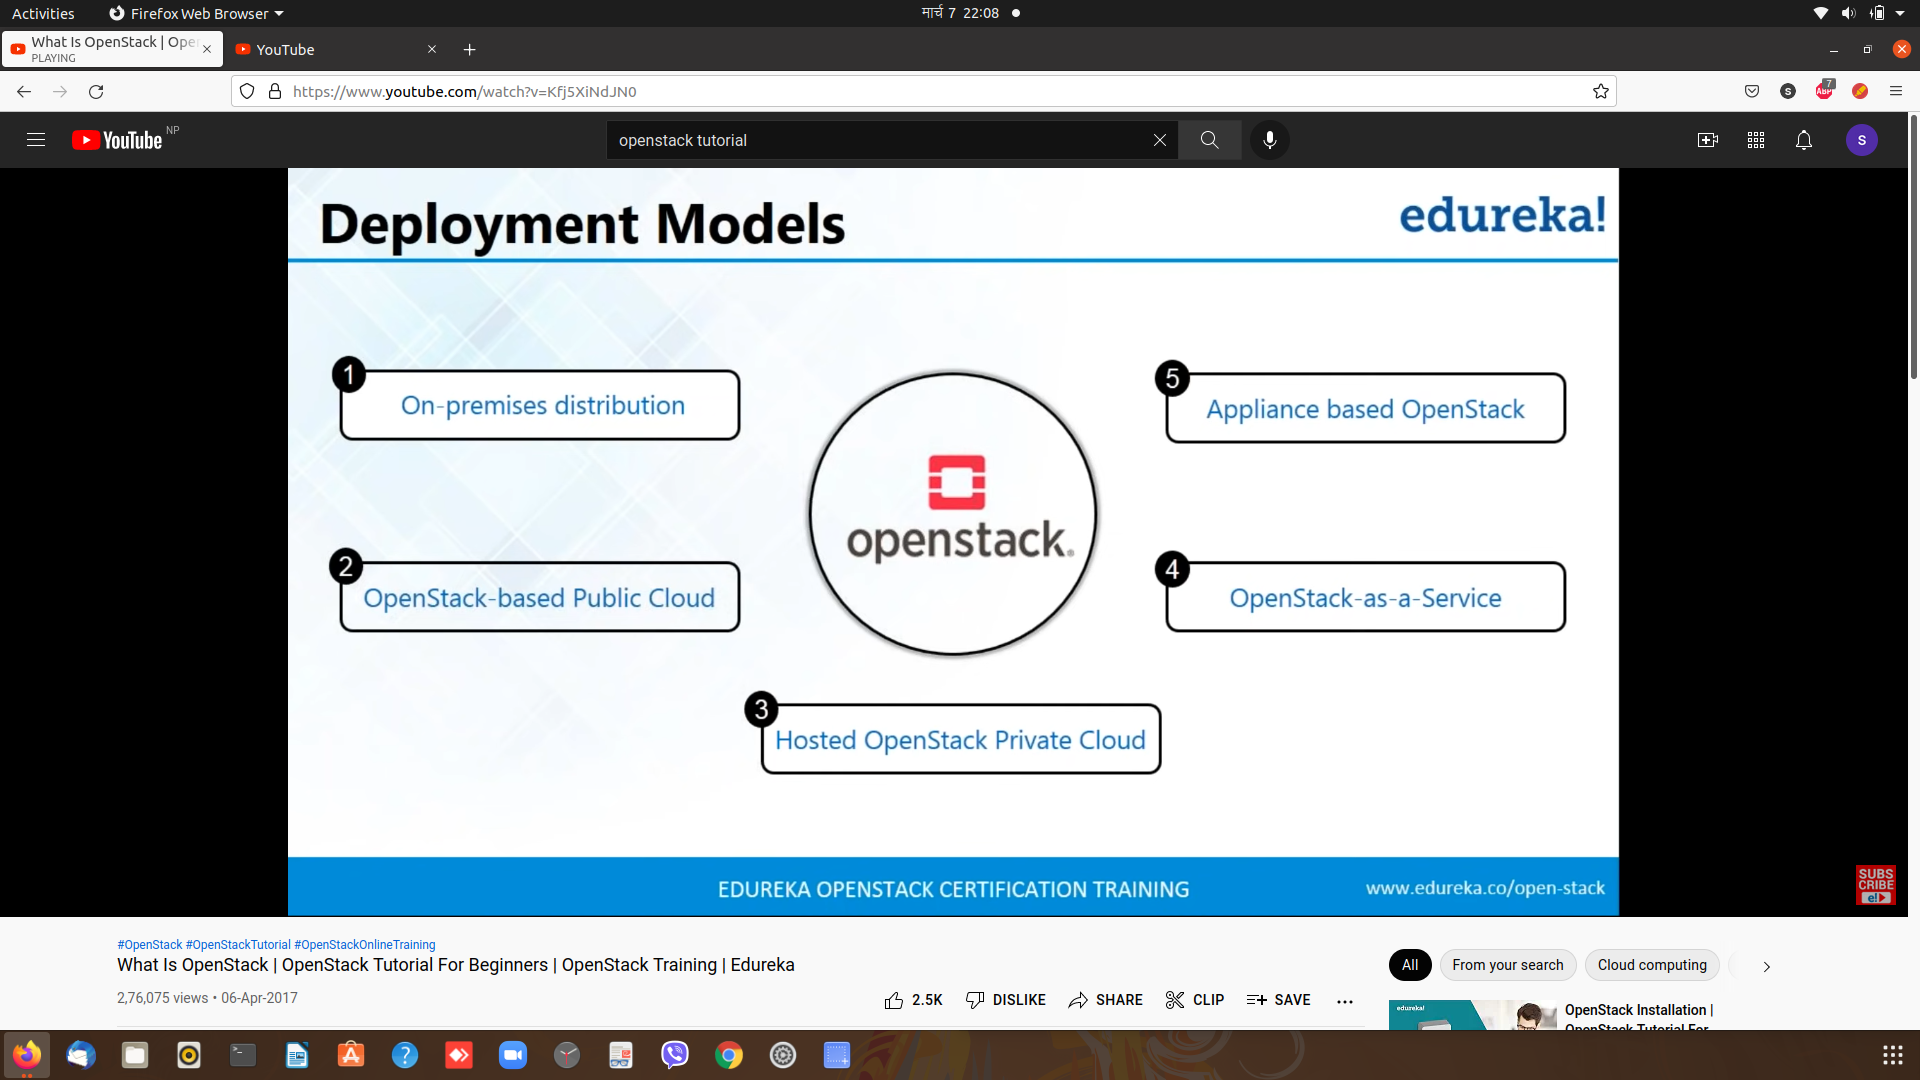 Activities
Firefox Web Browser
मार्च 7 22:08
What Is OpenStack | Ope
PLAYING
YouTube
https://www.youtube.com/watch?v=Kfj5XiNdJN0
S
ABP
7
YouTube NP
openstack tutorial
S
Deployment Models
edureka!
1
On-premises distribution
5
Appliance based OpenStack
openstack.
2
OpenStack-based Public Cloud
4
OpenStack-as-a-Service
3
Hosted OpenStack Private Cloud
EDUREKA OPENSTACK CERTIFICATION TRAINING
www.edureka.co/open-stack
SUBS
CRIBE
e!
#OpenStack #OpenStackTutorial #OpenStackOnlineTraining
What Is OpenStack | OpenStack Tutorial For Beginners | OpenStack Training | Edureka
2,76,075 views • 06-Apr-2017
2.5K
DISLIKE
SHARE
CLIP
SAVE
All
From your search
Cloud computing
edureka!
OpenStack Installation |
OpenStack Tutorial For